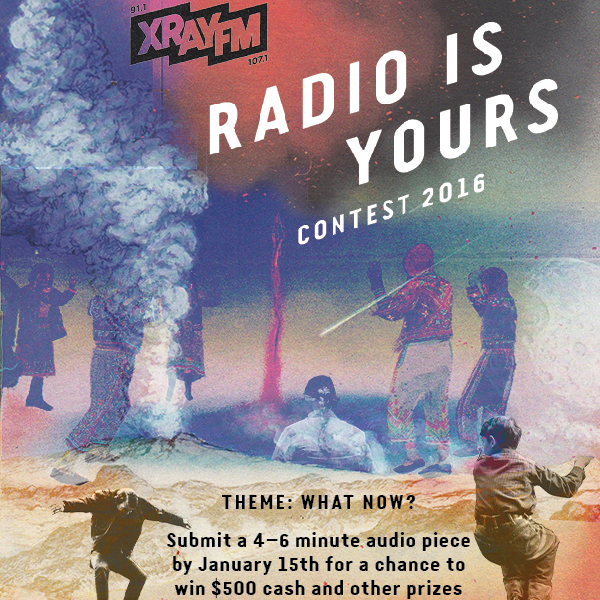 91.1
XRAYFM
107.1
RADIO IS
YOURS
CONTEST 2016
THEME: WHAT NOW?
Submit a 4–6 minute audio piece
by January 15th for a chance to
win $500 cash and other prizes